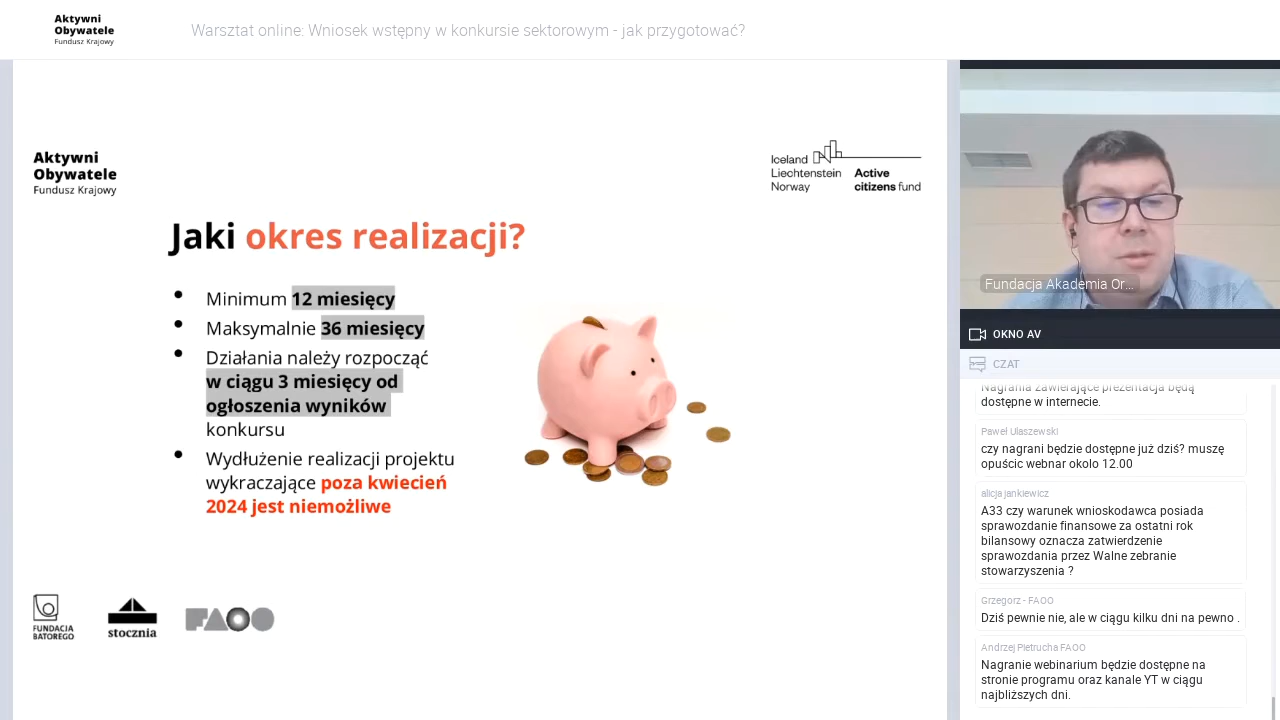 Aktywni
Obywatele
Fundusz Krajowy
Warsztat online: Wniosek wstępny w konkursie sektorowym - jak przygotować?
Aktywni
Obywatele
Fundusz Krajowy
Iceland
Liechtenstein
Norway
Active
citizens fund
Jaki okres realizacji?
• Minimum 12 miesięcy
• Maksymalnie 36 miesięcy
• Działania należy rozpocząć
w ciągu 3 miesięcy od
ogłoszenia wyników
konkursu
• Wydłużenie realizacji projektu
wykraczające poza kwiecień
2024 jest niemożliwe
FUNDACJA
BATOREGO
stocznia
FAOO
Fundacja Akademia Or...
OKNO AV
CZAT
Nagrania zawierające prezentacja będą
dostępne w internecie.
Paweł Ulaszewski
czy nagrani będzie dostępne już dziś? muszę
opuścic webnar okolo 12.00
alicja jankiewicz
A33 czy warunek wnioskodawca posiada
sprawozdanie finansowe za ostatni rok
bilansowy oznacza zatwierdzenie
sprawozdania przez Walne zebranie
stowarzyszenia ?
Grzegorz - FAOO
Dziś pewnie nie, ale w ciągu kilku dni na pewno .
Andrzej Pietrucha FAOO
Nagranie webinarium będzie dostępne na
stronie programu oraz kanale YT w ciągu
najbliższych dni.